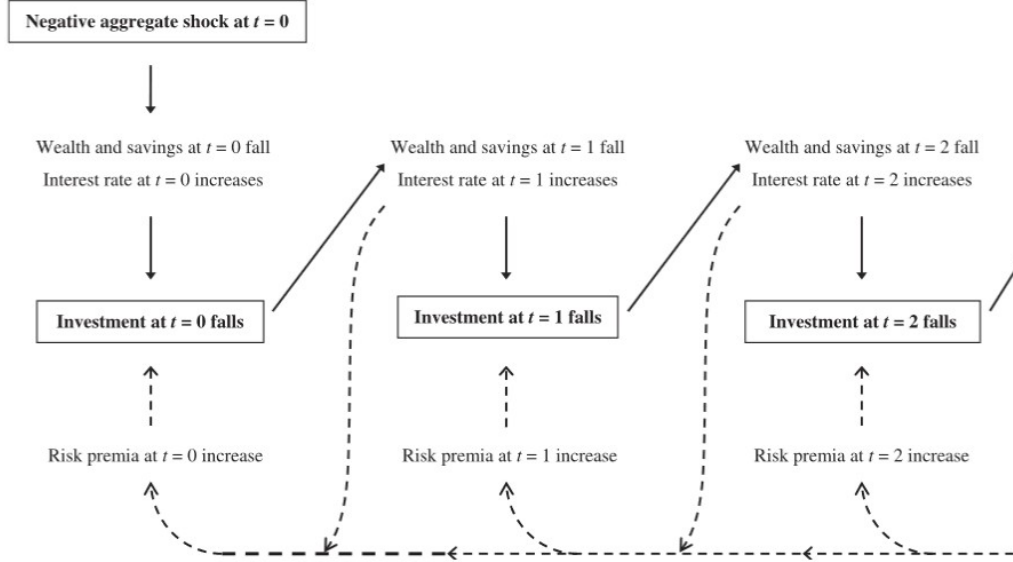 Negative aggregate shock at t = 0
Wealth and savings at t = 0 fall
Interest rate at t = 0 increases
Wealth and savings at t = 1 fall
Interest rate at t = 1 increases
Wealth and savings at t = 2 fall
Interest rate at t = 2 increases
Investment at t = 0 falls
Investment at t = 1 falls
Investment at t = 2 falls
Risk premia at t = 0 increase
Risk premia at t = 1 increase
Risk premia at t = 2 increase